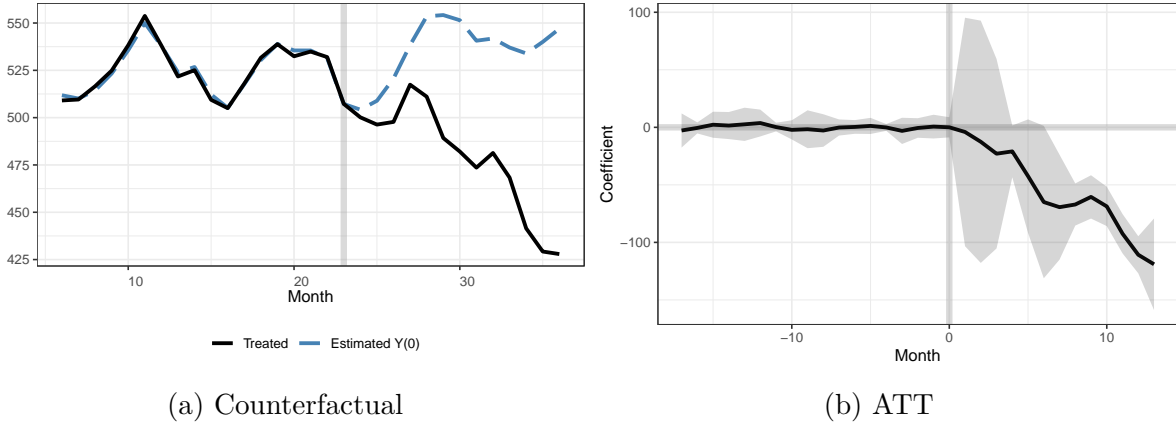 550
525
500
475
450
425
10
20
30
Month
Treated
Estimated Y(0)
(a) Counterfactual
100
0
−100
Coefficient
−10
0
10
Month
(b) ATT